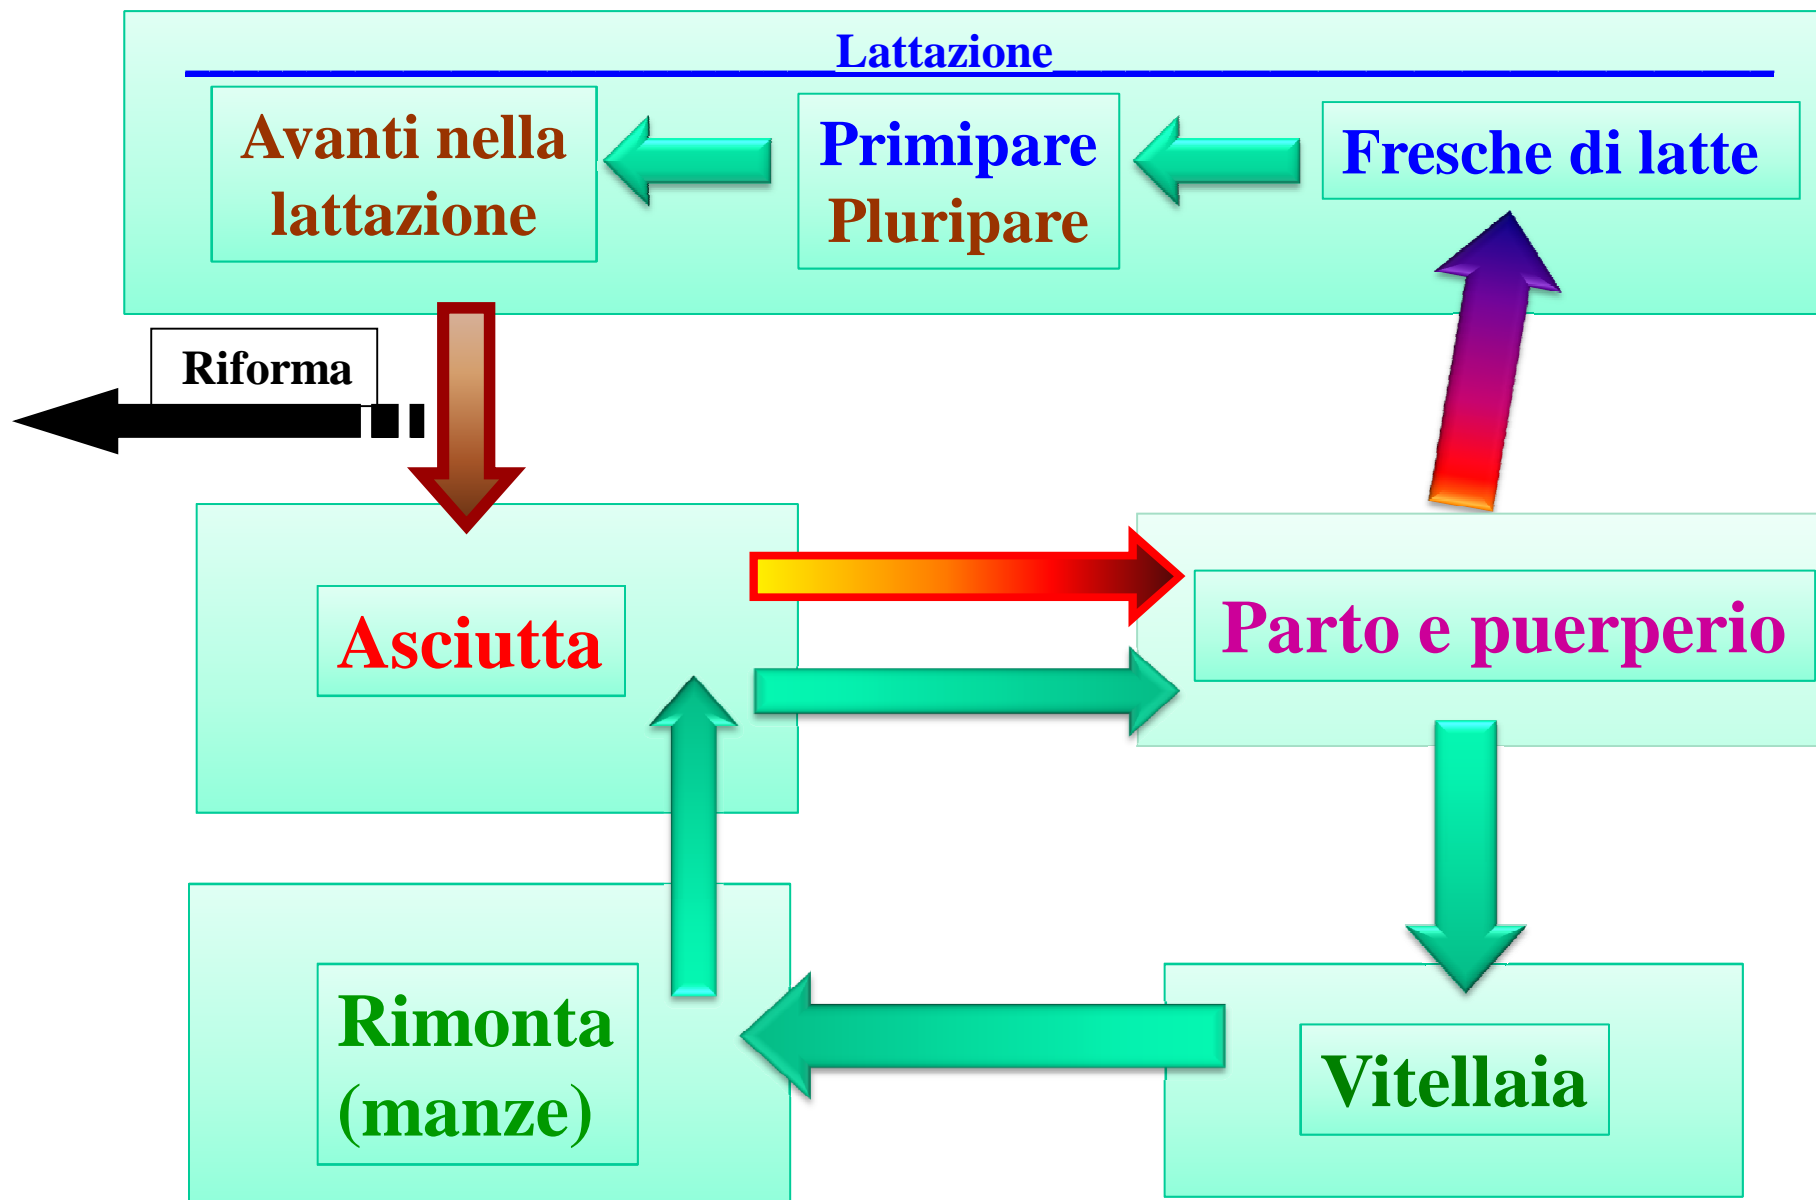 Lattazione
Avanti nella
lattazione
Primipare
Pluripare
Fresche di latte
Riforma
Asciutta
Parto e puerperio
Rimonta
(manze)
Vitellaia